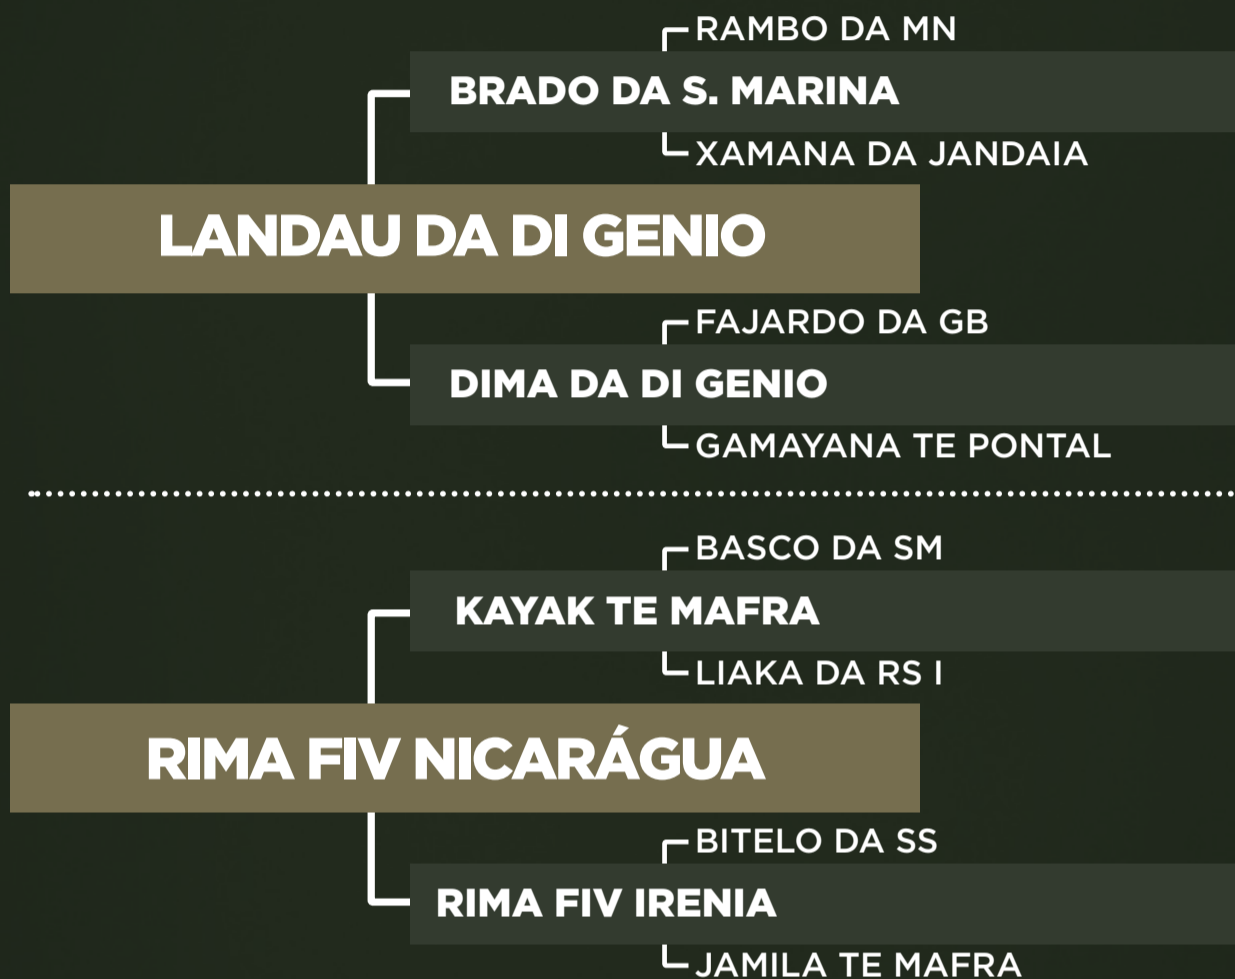 RAMBO DA MN
BRADO DA S. MARINA
XAMANA DA JANDAIA
LANDAU DA DI GENIO
FAJARDO DA GB
DIMA DA DI GENIO
GAMAYANA TE PONTAL
BASCO DA SM
KAYAK TE MAFRA
LIAKA DA RS I
RIMA FIV NICARÁGUA
BITELO DA SS
RIMA FIV IRENIA
JAMILA TE MAFRA